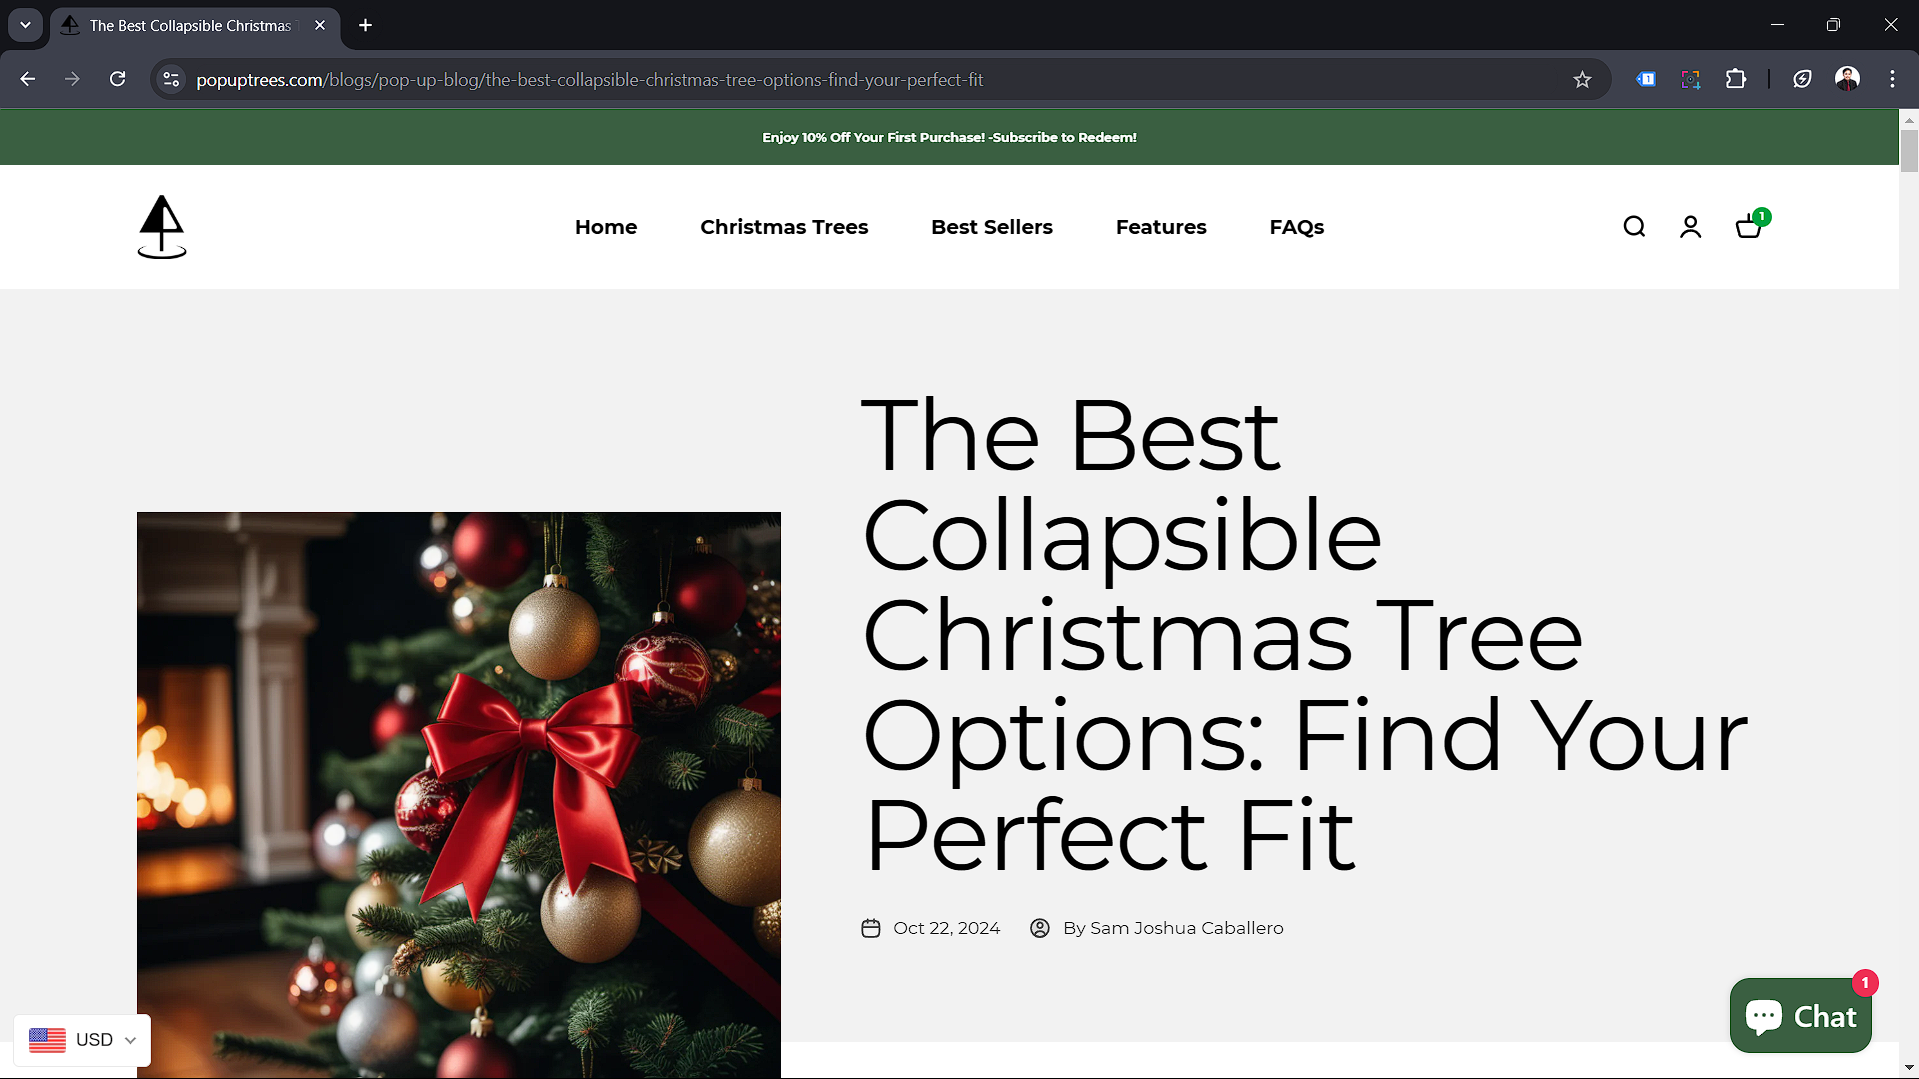 The Best Collapsible Christmas
popuptrees.com/blogs/pop-up-blog/the-best-collapsible-christmas-tree-options-find-your-perfect-fit
1
Enjoy 10% Off Your First Purchase! -Subscribe to Redeem!
Home Christmas Trees Best Sellers Features FAQs
1
The Best
Collapsible
Christmas Tree
Options: Find Your
Perfect Fit
Oct 22, 2024 By Sam Joshua Caballero
1
Chat
USD